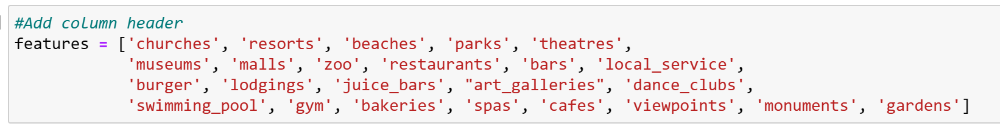 #Add column header
features = ['churches', 'resorts', 'beaches', 'parks', 'theatres',
'museums', 'malls', 'zoo', 'restaurants', 'bars', 'local_service',
'burger', 'lodgings', 'juice_bars', "art_galleries", 'dance_clubs',
'swimming_pool', 'gym', 'bakeries', 'spas', 'cafes', 'viewpoints', 'monuments', 'gardens']